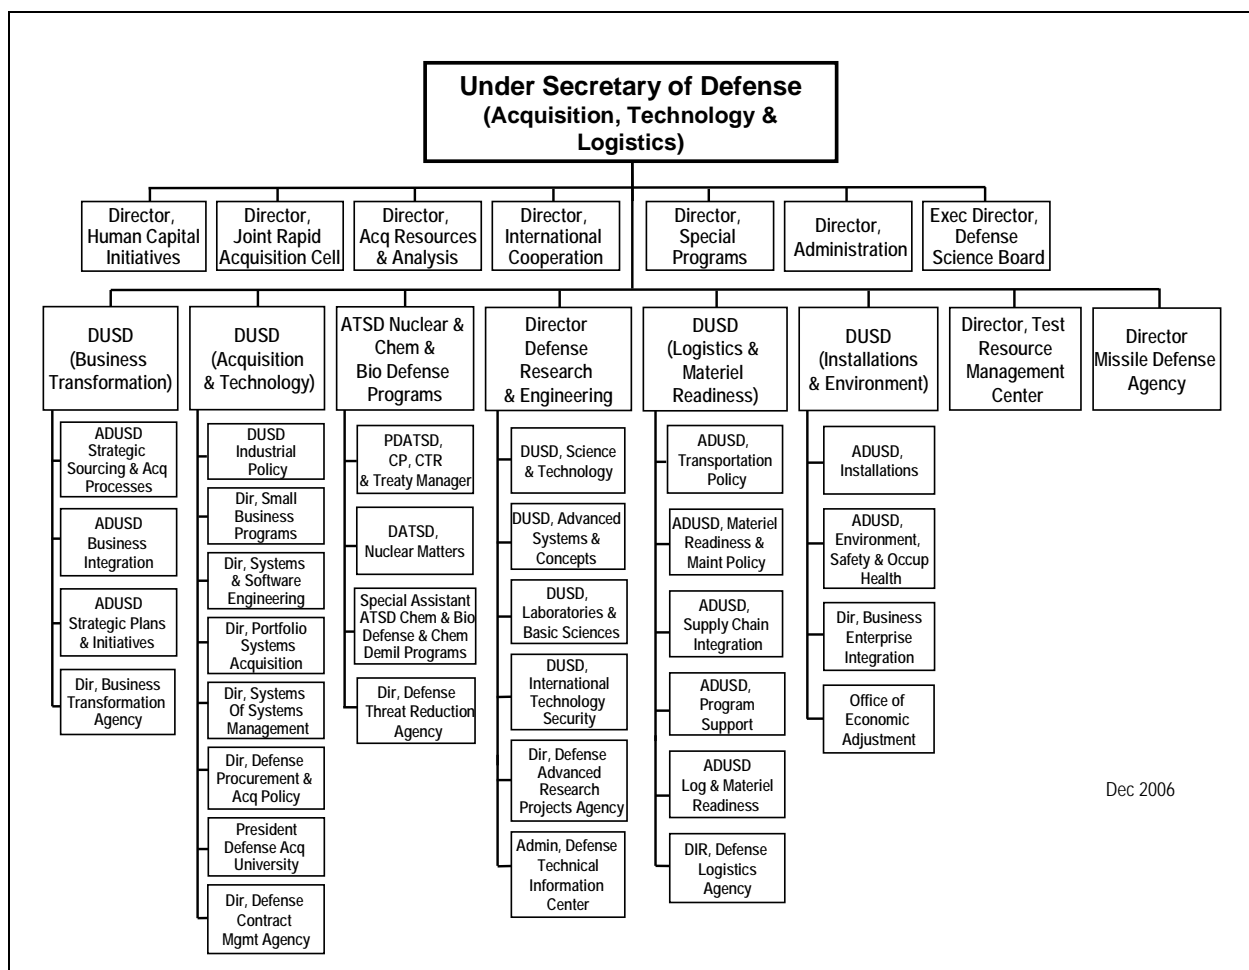 Under Secretary of Defense
(Acquisition, Technology &
Logistics)
Director,
Human Capital
Initiatives
Director,
Joint Rapid
Acquisition Cell
Director,
Acq Resources
& Analysis
Director,
International
Cooperation
Director,
Special
Programs
Director,
Administration
Exec Director,
Defense
Science Board
DUSD
(Business
Transformation)
DUSD
(Acquisition
& Technology)
ATSD Nuclear &
Chem &
Bio Defense
Programs
Director
Defense
Research
& Engineering
DUSD
(Logistics &
Materiel
Readiness)
DUSD
(Installations
& Environment)
Director, Test
Resource
Management
Center
Director
Missile Defense
Agency
ADUSD
Strategic
Sourcing & Acq
Processes
ADUSD
Business
Integration
ADUSD
Strategic Plans
& Initiatives
Dir, Business
Transformation
Agency
DUSD
Industrial
Policy
Dir, Small
Business
Programs
Dir, Systems
& Software
Engineering
Dir, Portfolio
Systems
Acquisition
Dir, Systems
Of Systems
Management
Dir, Defense
Procurement &
Acq Policy
President
Defense Acq
University
Dir, Defense
Contract
Mgmt Agency
PDATSD,
CP, CTR
& Treaty Manager
DATSD,
Nuclear Matters
Special Assistant
ATSD Chem & Bio
Defense & Chem
Demil Programs
Dir, Defense
Threat Reduction
Agency
DUSD, Science
& Technology
DUSD, Advanced
Systems &
Concepts
DUSD,
Laboratories &
Basic Sciences
DUSD,
International
Technology
Security
Dir, Defense
Advanced
Research
Projects Agency
Admin, Defense
Technical
Information
Center
ADUSD,
Transportation
Policy
ADUSD, Materiel
Readiness &
Maint Policy
ADUSD,
Supply Chain
Integration
ADUSD,
Program
Support
ADUSD
Log & Materiel
Readiness
DIR, Defense
Logistics
Agency
ADUSD,
Installations
ADUSD,
Environment,
Safety & Occup
Health
Dir, Business
Enterprise
Integration
Office of
Economic
Adjustment
Dec 2006